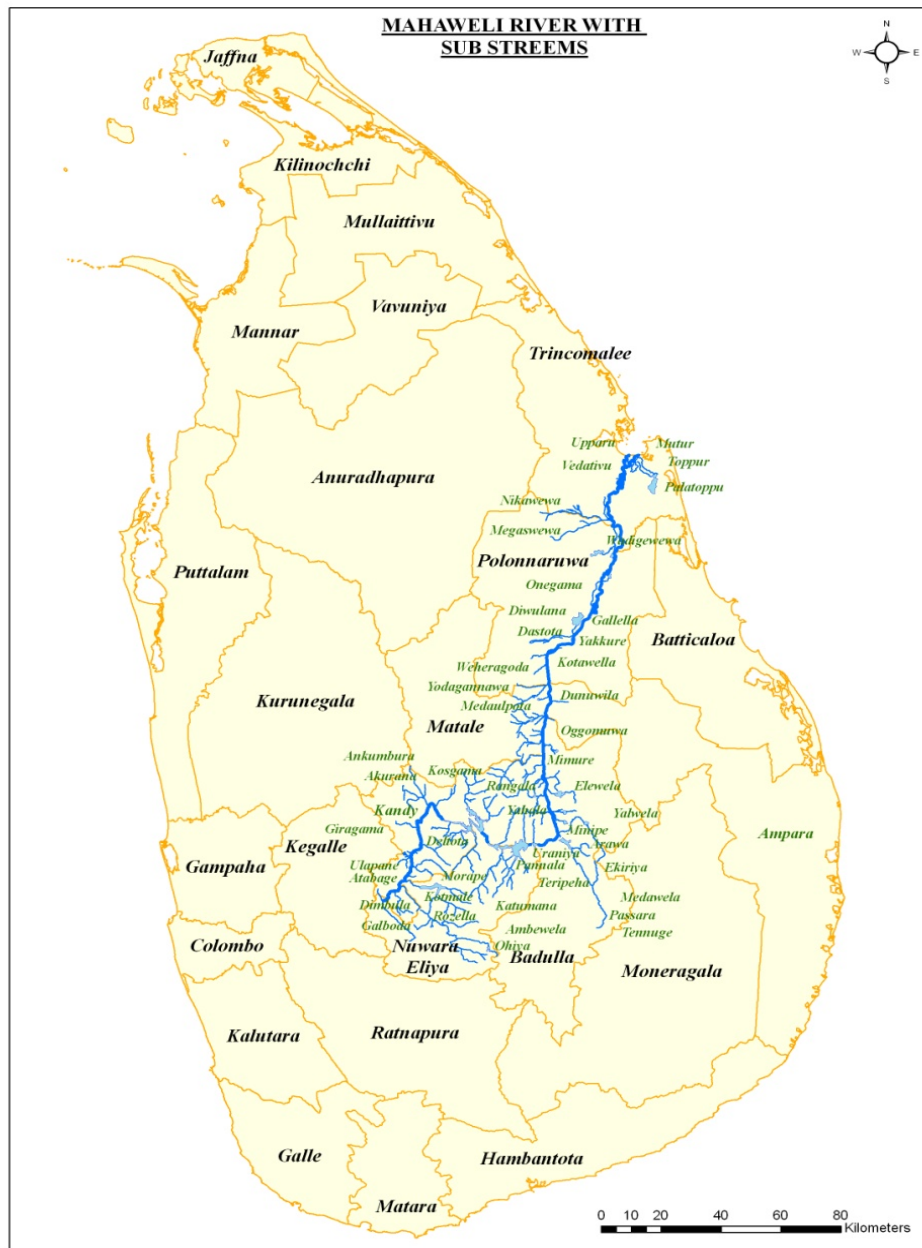 MAHAWELI RIVER WITH
SUB STREEMS
N
W E
S
Jaffna
Kilinochchi
Mullaittivu
Vavuniya
Mannar
Trincomalee
Upparu
Mutur
Vedativu
Toppur
Anuradhapura
Palatoppu
Nikawewa
Megaswewa
Wadigewewa
Polonnaruwa
Puttalam
Onegama
Diwulana
Gallella
Dastota
Yakkure
Batticaloa
Weheragoda
Kotawella
Yodagannawa
Kurunegala
Medaulpota
Dunuwila
Matale
Oggomuwa
Ankumbura
Mimure
Akurana
Kosgama
Rangala
Elewela
Kandy
Yahala
Yalwela
Giragama
Minipe
Ampara
Kegalle
Deltota
Arawa
Gampaha
Uraniya
Ulapane
Pannala
Ekiriya
Atabage
Morape
Teripeha
Kotmale
Medawela
Dimbulla
Katumana
Rozella
Passara
Galboda
Ambewela
Tennuge
Colombo
Nuwara
Eliya
Ohiya
Badulla
Moneragala
Kalutara
Ratnapura
Galle
Hambantota
Matara
0 10 20 40 60 80
Kilometers